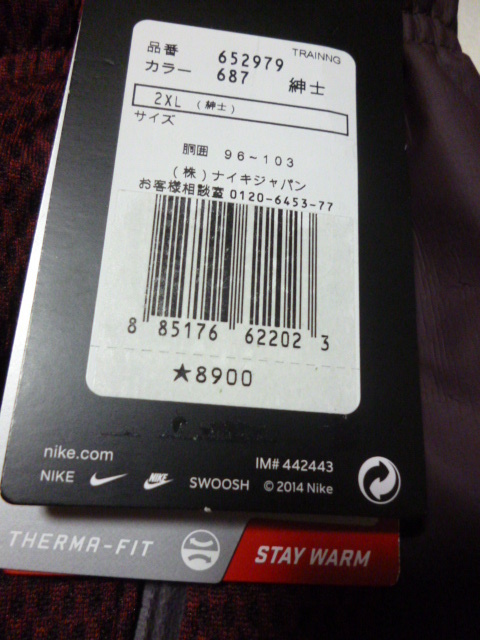 品番 652979 TRAINNG
カラー 687 紳士
2XL (紳士)
サイズ
胴囲 96~103
(株)ナイキジャパン
お客様相談室 0120-6453-77
8 85176 62202 3
★8900
nike.com
NIKE NIKE SWOOSH
IM# 442443
© 2014 Nike
THERMA-FIT STAY WARM